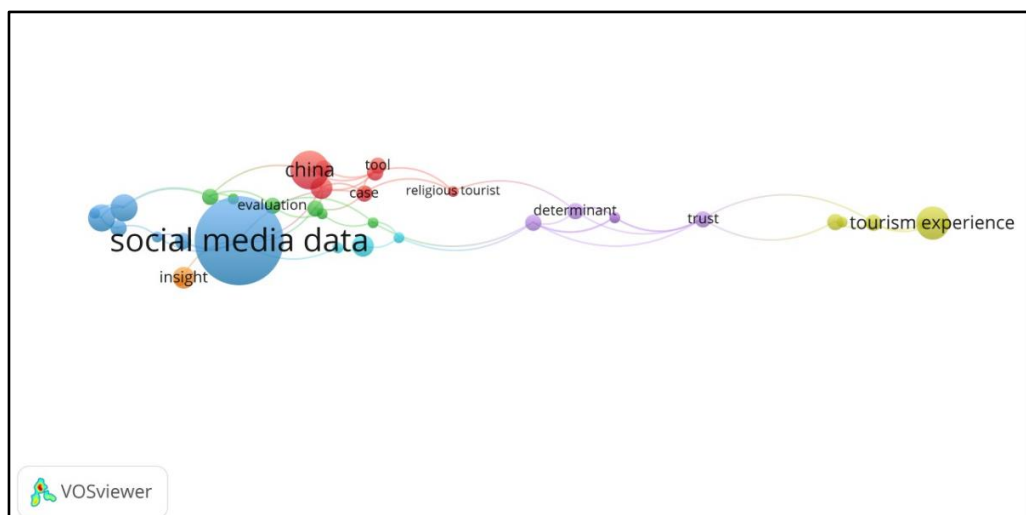 china
tool
case
religious tourist
evaluation
determinant
trust
tourism experience
social media data
insight
VOSviewer